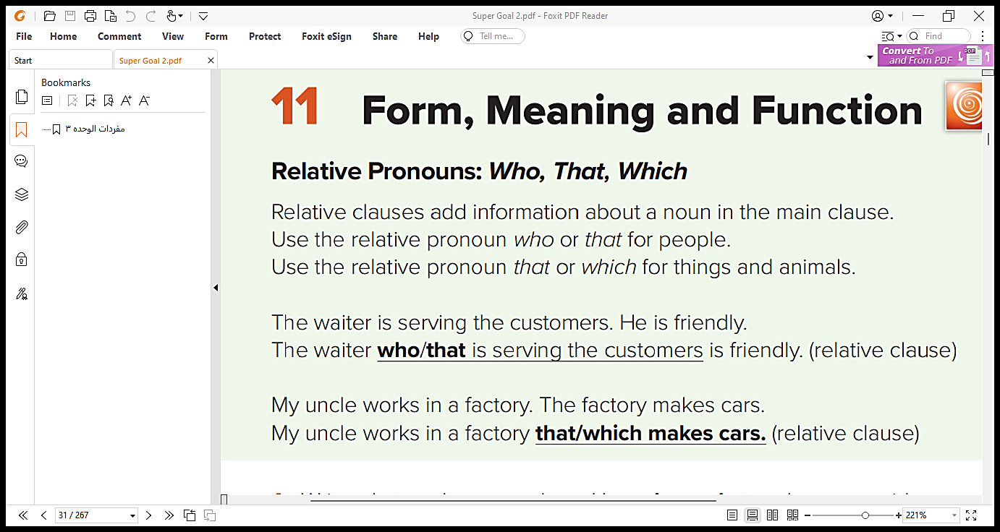 Super Goal 2.pdf - Foxit PDF Reader
File Home Comment View Form Protect Foxit eSign Share Help Tell me... Find
Start Super Goal 2.pdf
Convert To
and From PDF
PDF
Bookmarks
مفردات الوحده ٣
11 Form, Meaning and Function
Relative Pronouns: Who, That, Which
Relative clauses add information about a noun in the main clause.
Use the relative pronoun who or that for people.
Use the relative pronoun that or which for things and animals.
The waiter is serving the customers. He is friendly.
The waiter who/that is serving the customers is friendly. (relative clause)
My uncle works in a factory. The factory makes cars.
My uncle works in a factory that/which makes cars. (relative clause)
31 / 267
221%